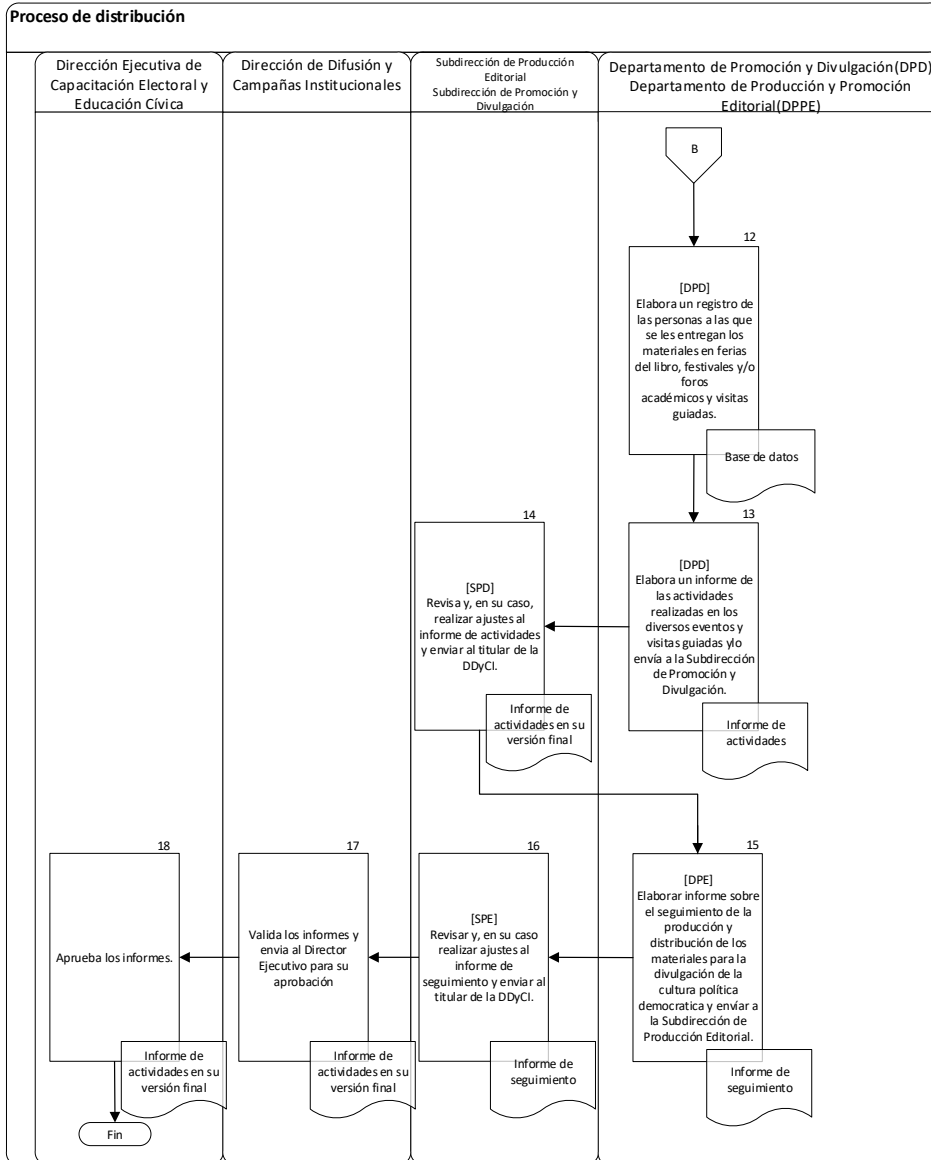 Proceso de distribución
Dirección Ejecutiva de
Capacitación Electoral y
Educación Cívica
Dirección de Difusión y
Campañas Institucionales
Subdirección de Producción
Editorial
Subdirección de Promoción y
Divulgación
Departamento de Promoción y Divulgación(DPD)
Departamento de Producción y Promoción
Editorial(DPPE)
B
12
[DPD]
Elabora un registro de
las personas a las que
se les entregan los
materiales en ferias
del libro, festivales y/o
foros
académicos y visitas
guiadas.
Base de datos
13
[DPD]
Elabora un informe de
las actividades
realizadas en los
diversos eventos y
visitas guiadas ylo
envía a la Subdirección
de Promoción y
Divulgación.
Informe de
actividades
14
[SPD]
Revisa y, en su caso,
realizar ajustes al
informe de actividades
y enviar al titular de la
DDyCI.
Informe de
actividades en su
versión final
15
[DPE]
Elaborar informe sobre
el seguimiento de la
producción y
distribución de los
materiales para la
divulgación de la
cultura política
democratica y envíar a
la Subdirección de
Producción Editorial.
Informe de
seguimiento
16
[SPE]
Revisar y, en su caso
realizar ajustes al
informe de
seguimiento y enviar al
titular de la DDyCI.
Informe de
seguimiento
17
Valida los informes y
envia al Director
Ejecutivo para su
aprobación
Informe de
actividades en su
versión final
18
Aprueba los informes.
Informe de
actividades en su
versión final
Fin